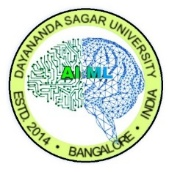 DAYANANDA SAGAR UNIVERSITY
AI ML
ESTD. 2014 • BANGALORE • INDIA